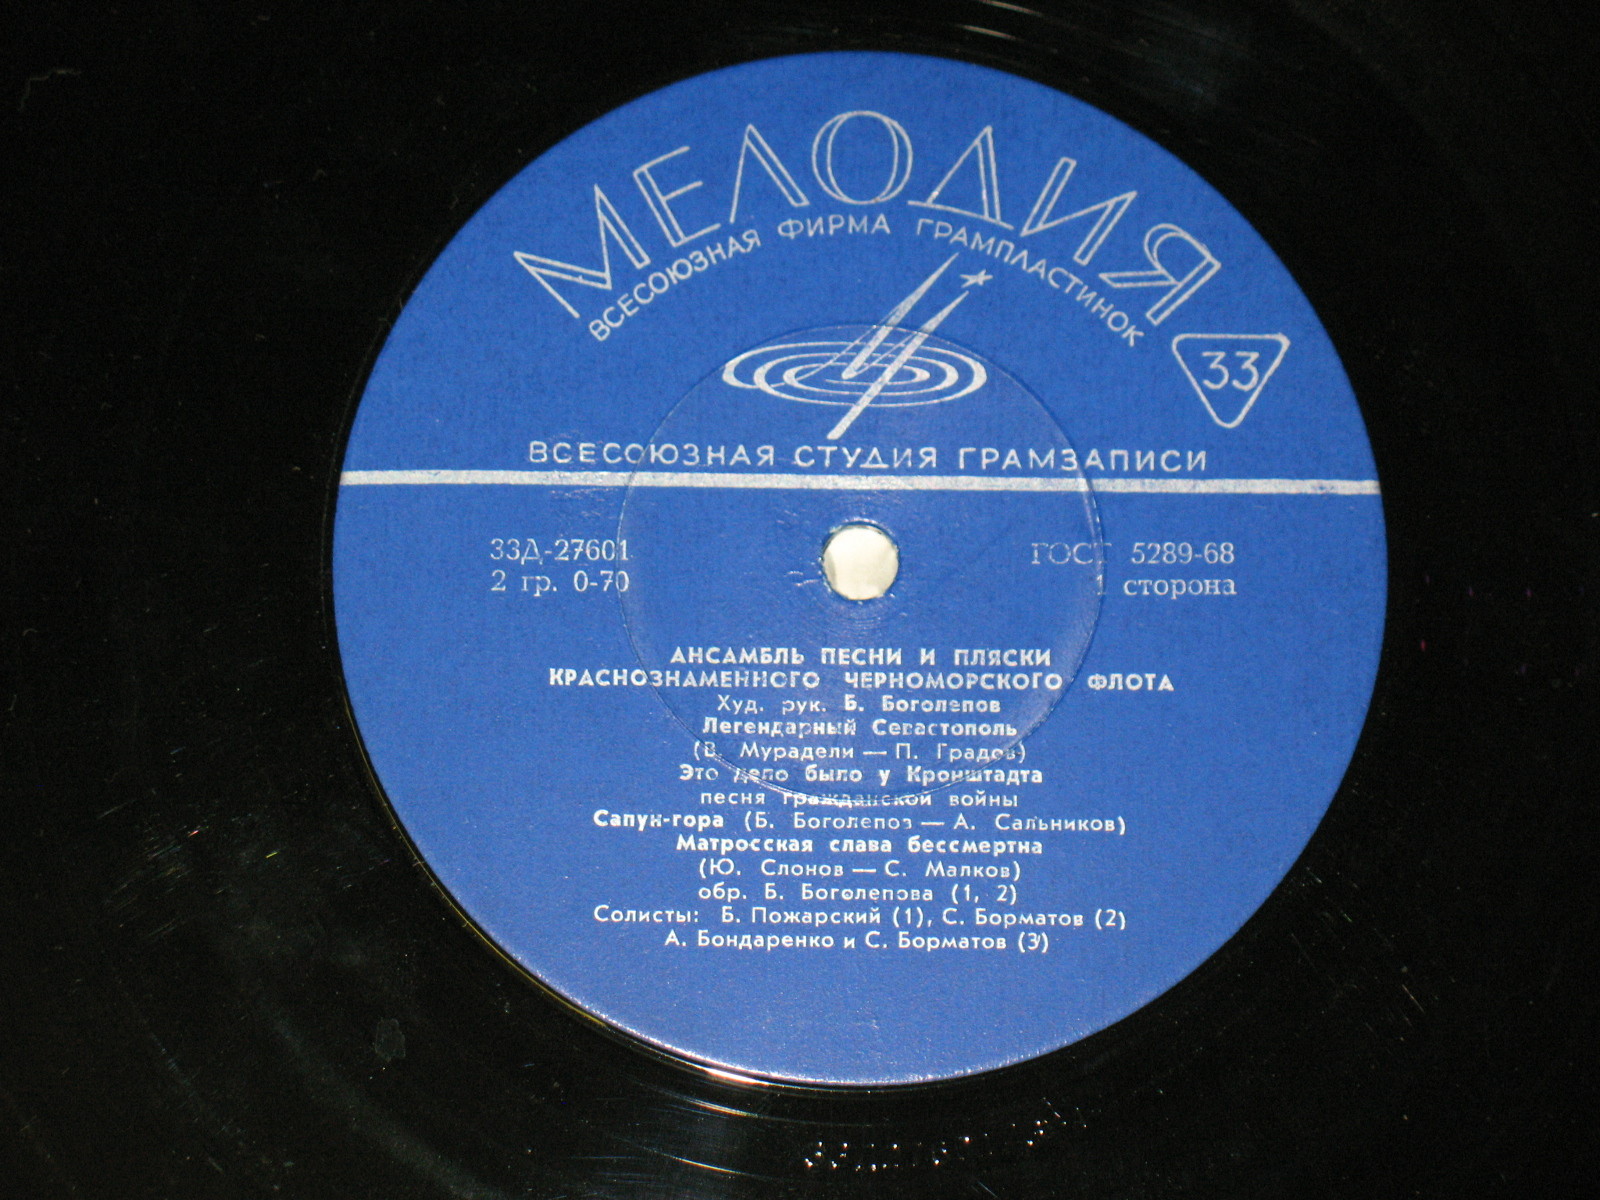 МЕЛОДИЯ
ВСЕСОЮЗНАЯ ФИРМА ГРАМПЛАСТИНОК
33
ВСЕСОЮЗНАЯ СТУДИЯ ГРАМЗАПИСИ
33Д-27601
2 гр. 0-70
ГОСТ 5289-68
1 сторона
АНСАМБЛЬ ПЕСНИ И ПЛЯСКИ
КРАСНОЗНАМЕННОГО ЧЕРНОМОРСКОГО ФЛОТА
Худ. рук. Б. Боголепов
Легендарный Севастополь
(В. Мурадели — П. Градов)
Это дело было у Кронштадта
песня гражданской войны
Сапун-гора (Б. Боголепов — А. Сальников)
Матросская слава бессмертна
(Ю. Слонов — С. Малков)
обр. Б. Боголепова (1, 2)
Солисты: Б. Пожарский (1), С. Борматов (2)
А. Бондаренко и С. Борматов (3)